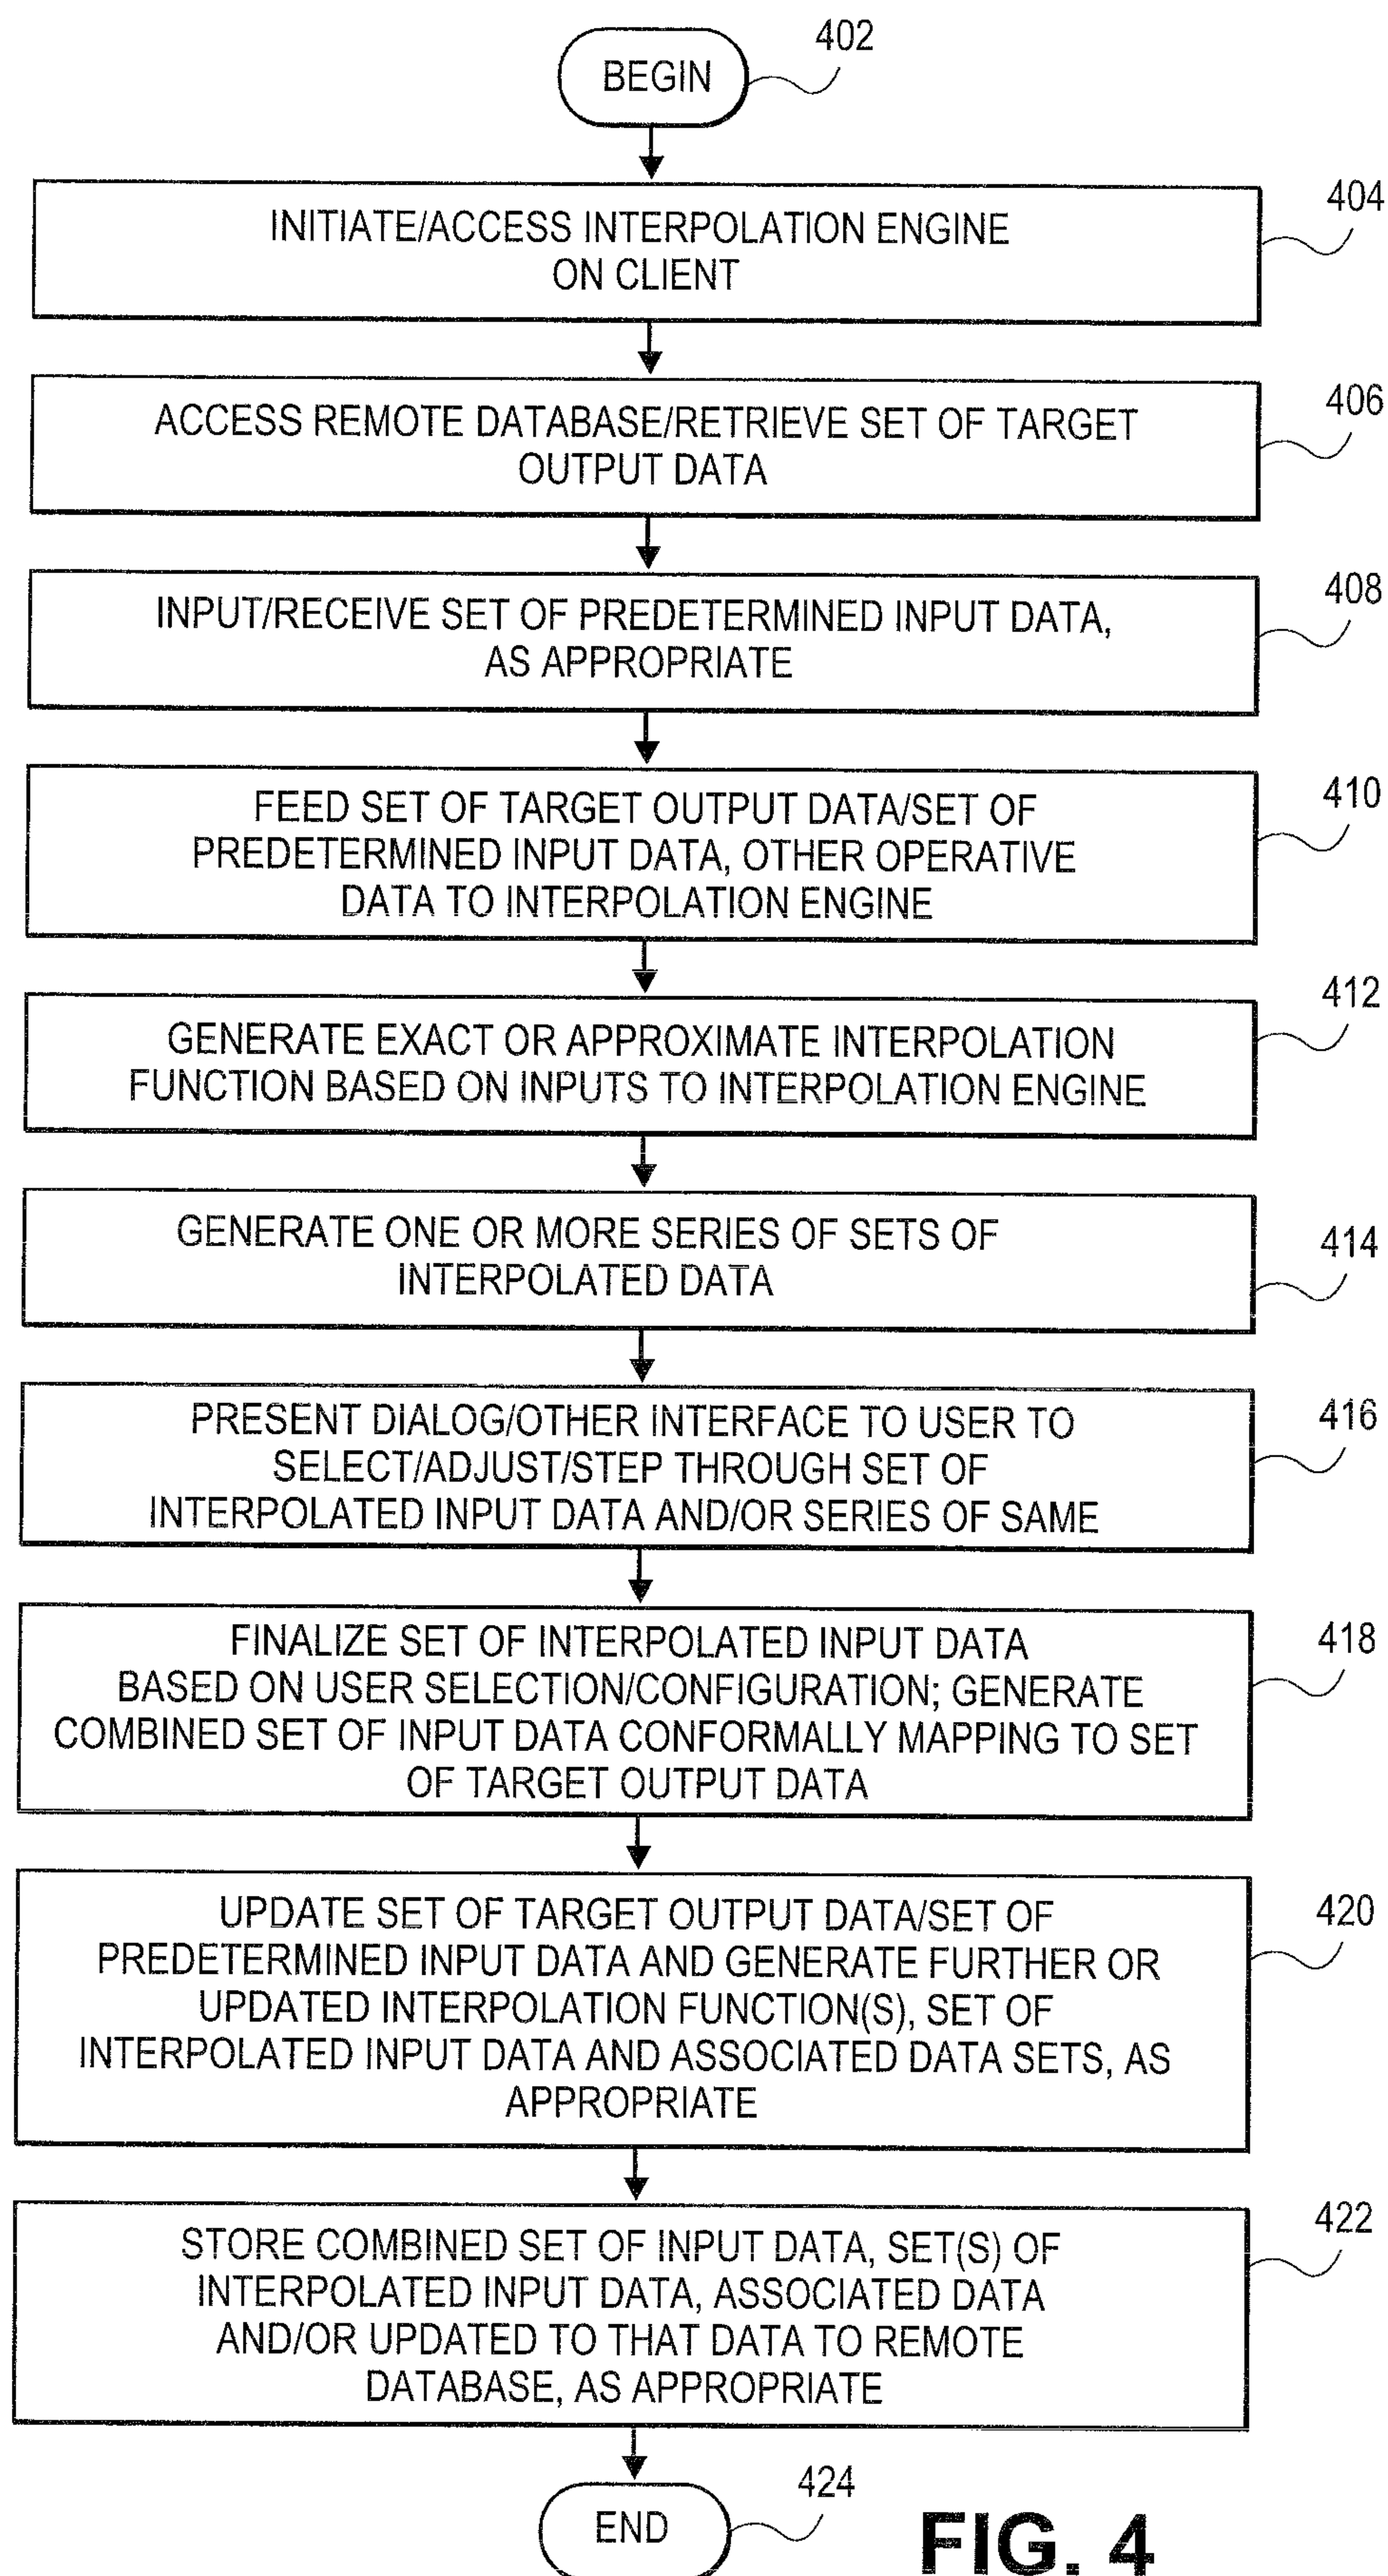 402
BEGIN
404
INITIATE/ACCESS INTERPOLATION ENGINE
ON CLIENT
406
ACCESS REMOTE DATABASE/RETRIEVE SET OF TARGET
OUTPUT DATA
408
INPUT/RECEIVE SET OF PREDETERMINED INPUT DATA,
AS APPROPRIATE
410
FEED SET OF TARGET OUTPUT DATA/SET OF
PREDETERMINED INPUT DATA, OTHER OPERATIVE
DATA TO INTERPOLATION ENGINE
412
GENERATE EXACT OR APPROXIMATE INTERPOLATION
FUNCTION BASED ON INPUTS TO INTERPOLATION ENGINE
414
GENERATE ONE OR MORE SERIES OF SETS OF
INTERPOLATED DATA
416
PRESENT DIALOG/OTHER INTERFACE TO USER TO
SELECT/ADJUST/STEP THROUGH SET OF
INTERPOLATED INPUT DATA AND/OR SERIES OF SAME
418
FINALIZE SET OF INTERPOLATED INPUT DATA
BASED ON USER SELECTION/CONFIGURATION; GENERATE
COMBINED SET OF INPUT DATA CONFORMALLY MAPPING TO SET
OF TARGET OUTPUT DATA
420
UPDATE SET OF TARGET OUTPUT DATA/SET OF
PREDETERMINED INPUT DATA AND GENERATE FURTHER OR
UPDATED INTERPOLATION FUNCTION(S), SET OF
INTERPOLATED INPUT DATA AND ASSOCIATED DATA SETS, AS
APPROPRIATE
422
STORE COMBINED SET OF INPUT DATA, SET(S) OF
INTERPOLATED INPUT DATA, ASSOCIATED DATA
AND/OR UPDATED TO THAT DATA TO REMOTE
DATABASE, AS APPROPRIATE
424
END
FIG. 4